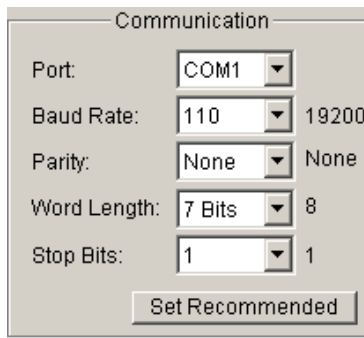 Communication
Port: COM1
Baud Rate: 110 19200
Parity: None None
Word Length: 7 Bits 8
Stop Bits: 1 1
Set Recommended